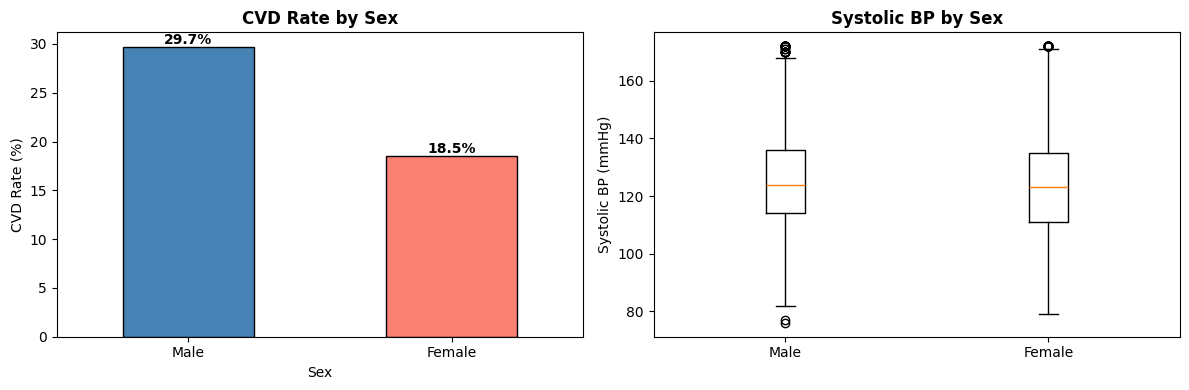 CVD Rate by Sex
CVD Rate (%)
30
25
20
15
10
5
0
29.7%
18.5%
Male
Female
Sex
Systolic BP by Sex
Systolic BP (mmHg)
160
140
120
100
80
Male
Female